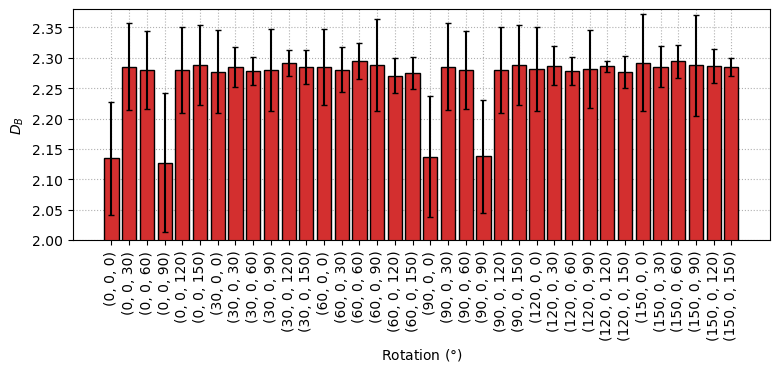 2.35
2.30
2.25
2.20
2.15
2.10
2.05
2.00
D_B
(0, 0, 0)
(0, 0, 30)
(0, 0, 60)
(0, 0, 90)
(0, 0, 120)
(0, 0, 150)
(30, 0, 0)
(30, 0, 30)
(30, 0, 60)
(30, 0, 90)
(30, 0, 120)
(30, 0, 150)
(60, 0, 0)
(60, 0, 30)
(60, 0, 60)
(60, 0, 90)
(60, 0, 120)
(60, 0, 150)
(90, 0, 0)
(90, 0, 30)
(90, 0, 60)
(90, 0, 90)
(90, 0, 120)
(90, 0, 150)
(120, 0, 0)
(120, 0, 30)
(120, 0, 60)
(120, 0, 90)
(120, 0, 120)
(120, 0, 150)
(150, 0, 0)
(150, 0, 30)
(150, 0, 60)
(150, 0, 90)
(150, 0, 120)
(150, 0, 150)
Rotation (°)